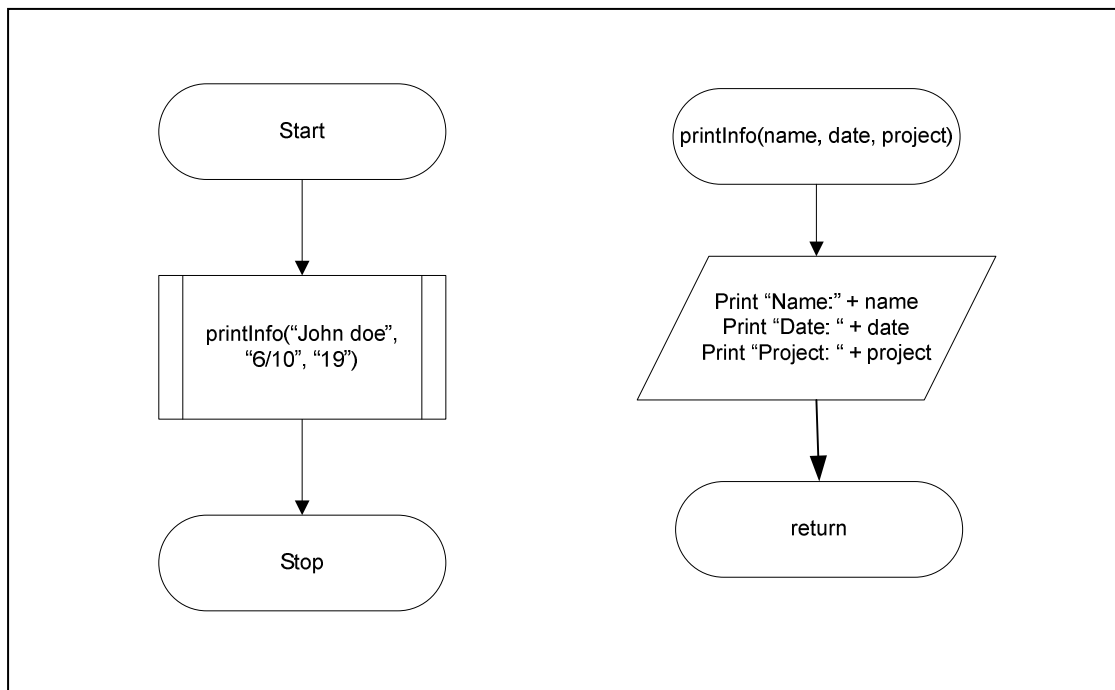 Start
printInfo(“John doe”,
“6/10”, “19”)
Stop
printInfo(name, date, project)
Print “Name:” + name
Print “Date: “ + date
Print “Project: “ + project
return